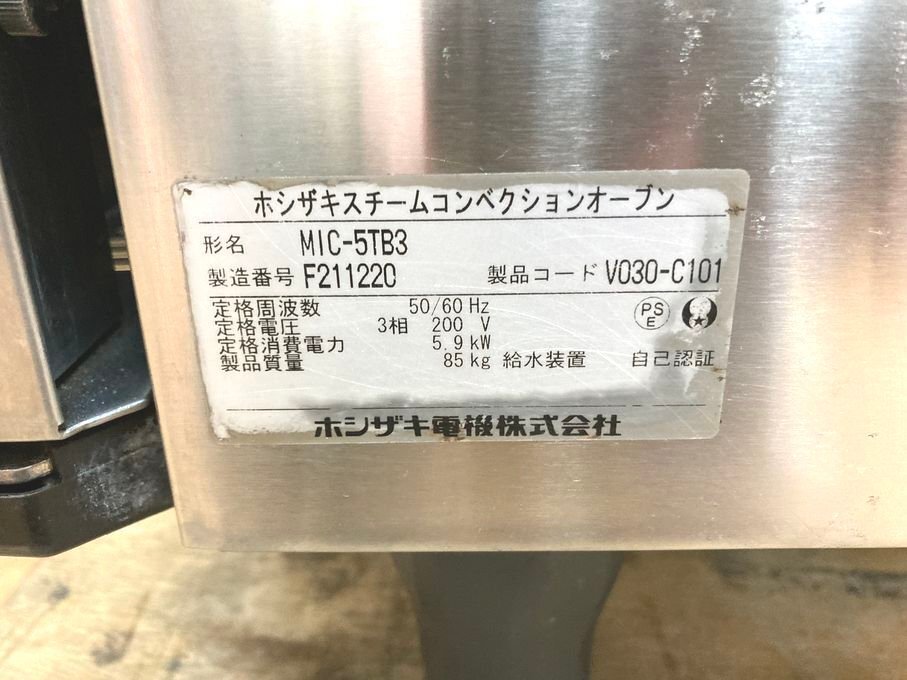 ホシザキスチームコンベクションオーブン
形名 MIC-5TB3
製造番号 F211220 製品コード V030-C101
定格周波数 50/60 Hz
定格電圧 3相 200 V
定格消費電力 5.9 kW
製品質量 85 kg 給水装置 自己認証
PS
E
ホシザキ電機株式会社